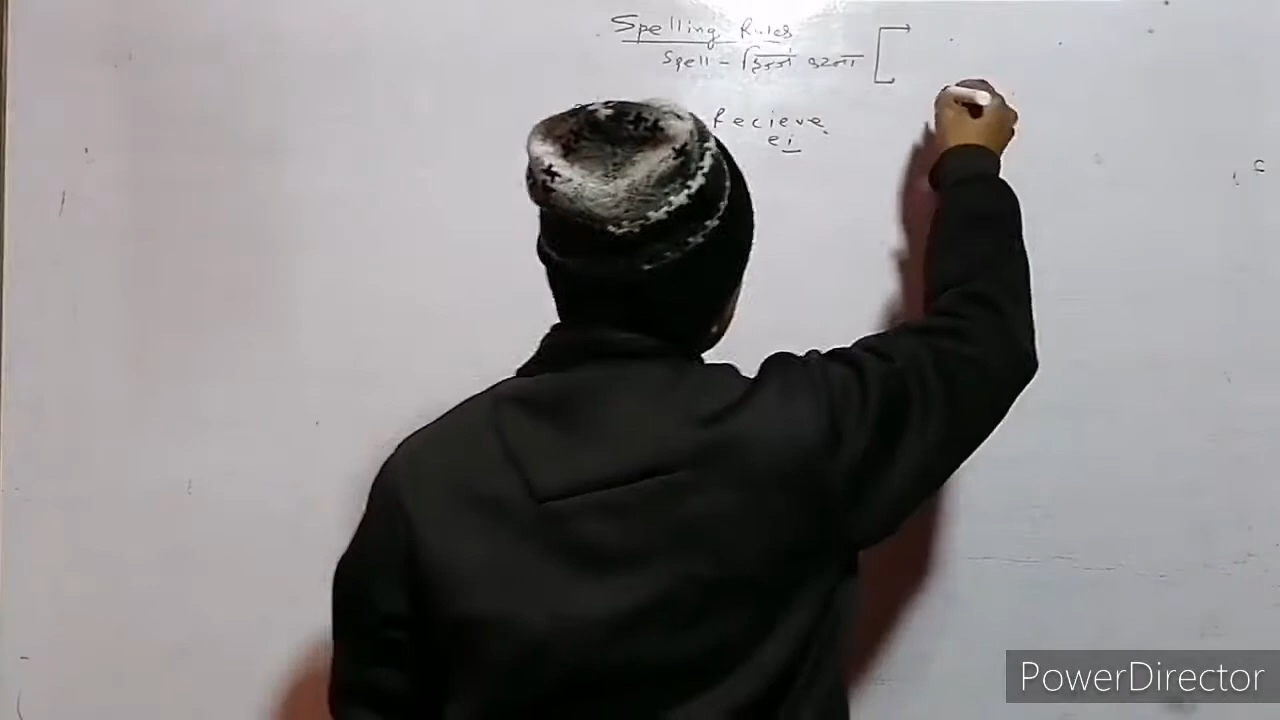 Spelling Rules
Spell - हिज्जे करना
Recieve
ei
PowerDirector